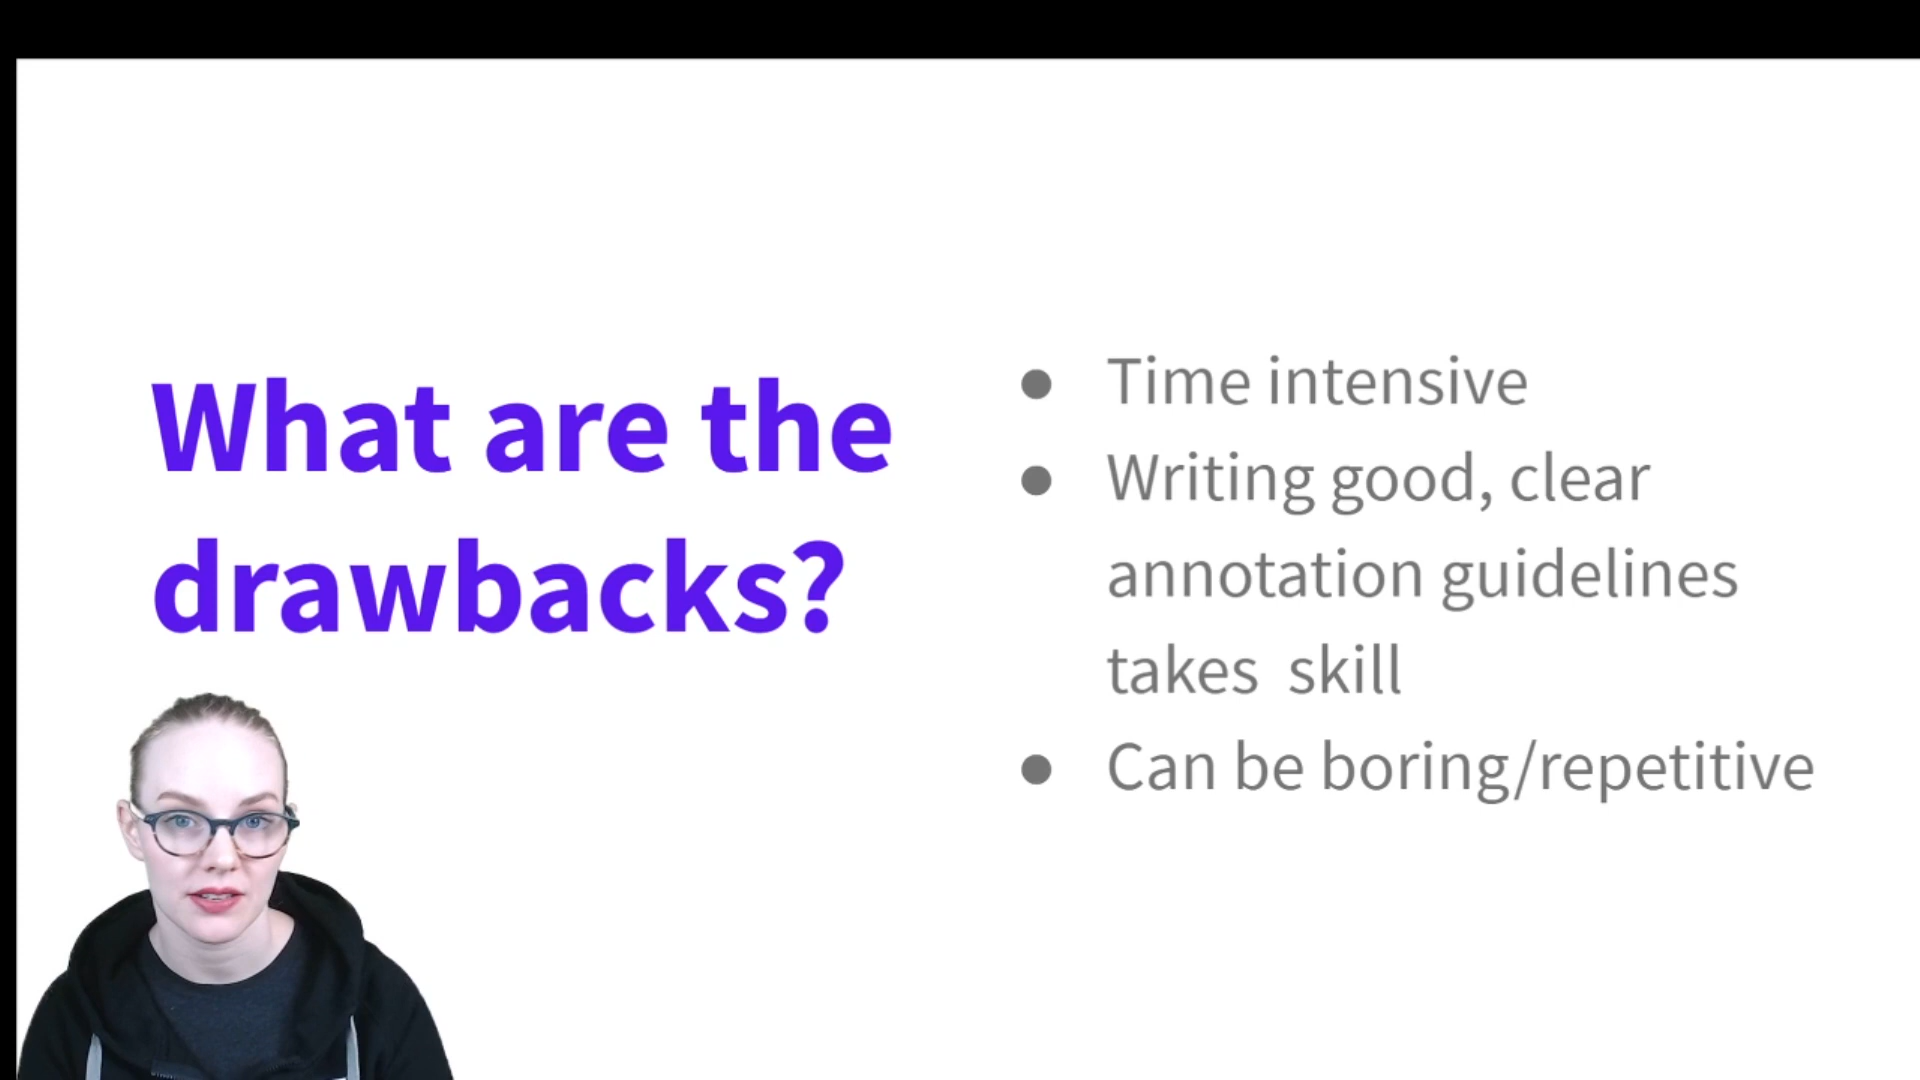 What are the
drawbacks?
● Time intensive
● Writing good, clear
annotation guidelines
takes  skill
● Can be boring/repetitive